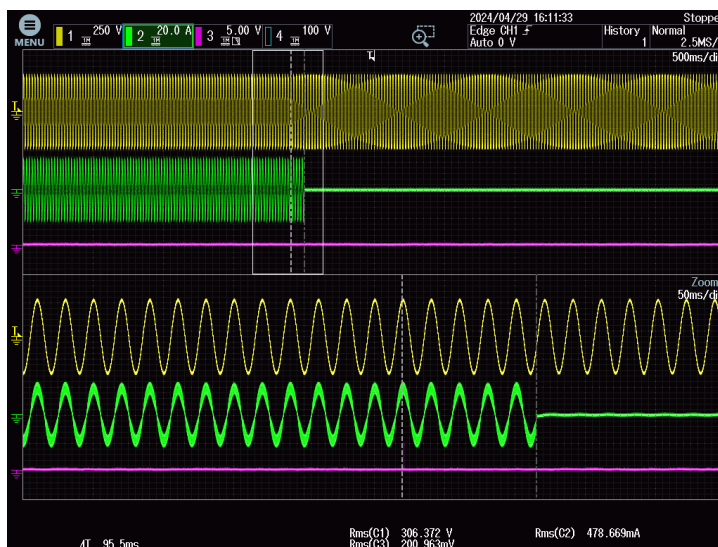 2024/04/29 16:11:33 Stoppe
MENU
1 250 V 2 20.0 A 3 5.00 V 4 100 V
Edge CH1
Auto 0 V
History
1
Normal
2.5MS/
500ms/di
Zoom
50ms/di
Rms(C1) 306.372 V Rms(C2) 478.669mA
ΔT 95.5ms Rms(C3) 200.963mV